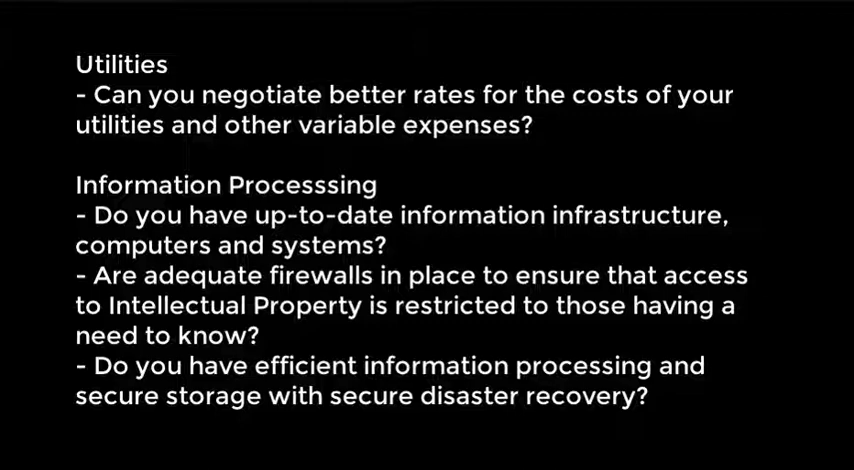 Utilities
- Can you negotiate better rates for the costs of your
utilities and other variable expenses?
Information Processsing
- Do you have up-to-date information infrastructure,
computers and systems?
- Are adequate firewalls in place to ensure that access
to Intellectual Property is restricted to those having a
need to know?
- Do you have efficient information processing and
secure storage with secure disaster recovery?